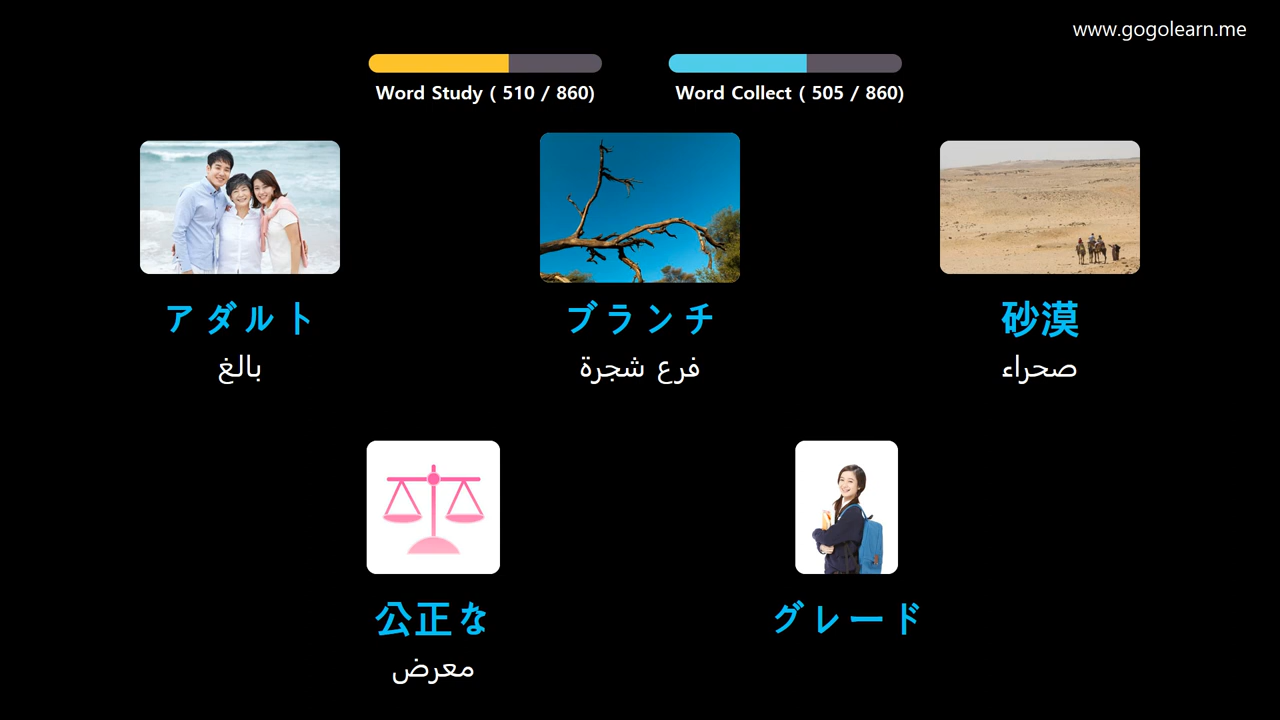 www.gogolearn.me
Word Study ( 510 / 860)
Word Collect ( 505 / 860)
アダルト
ブランチ
砂漠
بالغ
فرع شجرة
صحراء
公正な
グレード
معرض